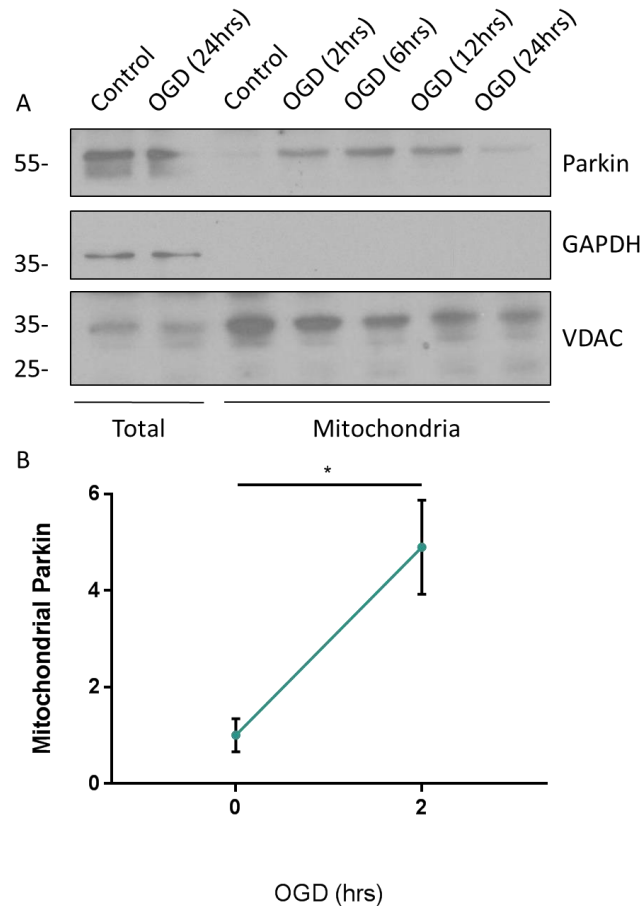 A
Control
OGD (24hrs)
Control
OGD (2hrs)
OGD (6hrs)
OGD (12hrs)
OGD (24hrs)
55-
Parkin
35-
GAPDH
35-
25-
VDAC
Total
Mitochondria
B
*
6
4
2
0
Mitochondrial Parkin
0
2
OGD (hrs)